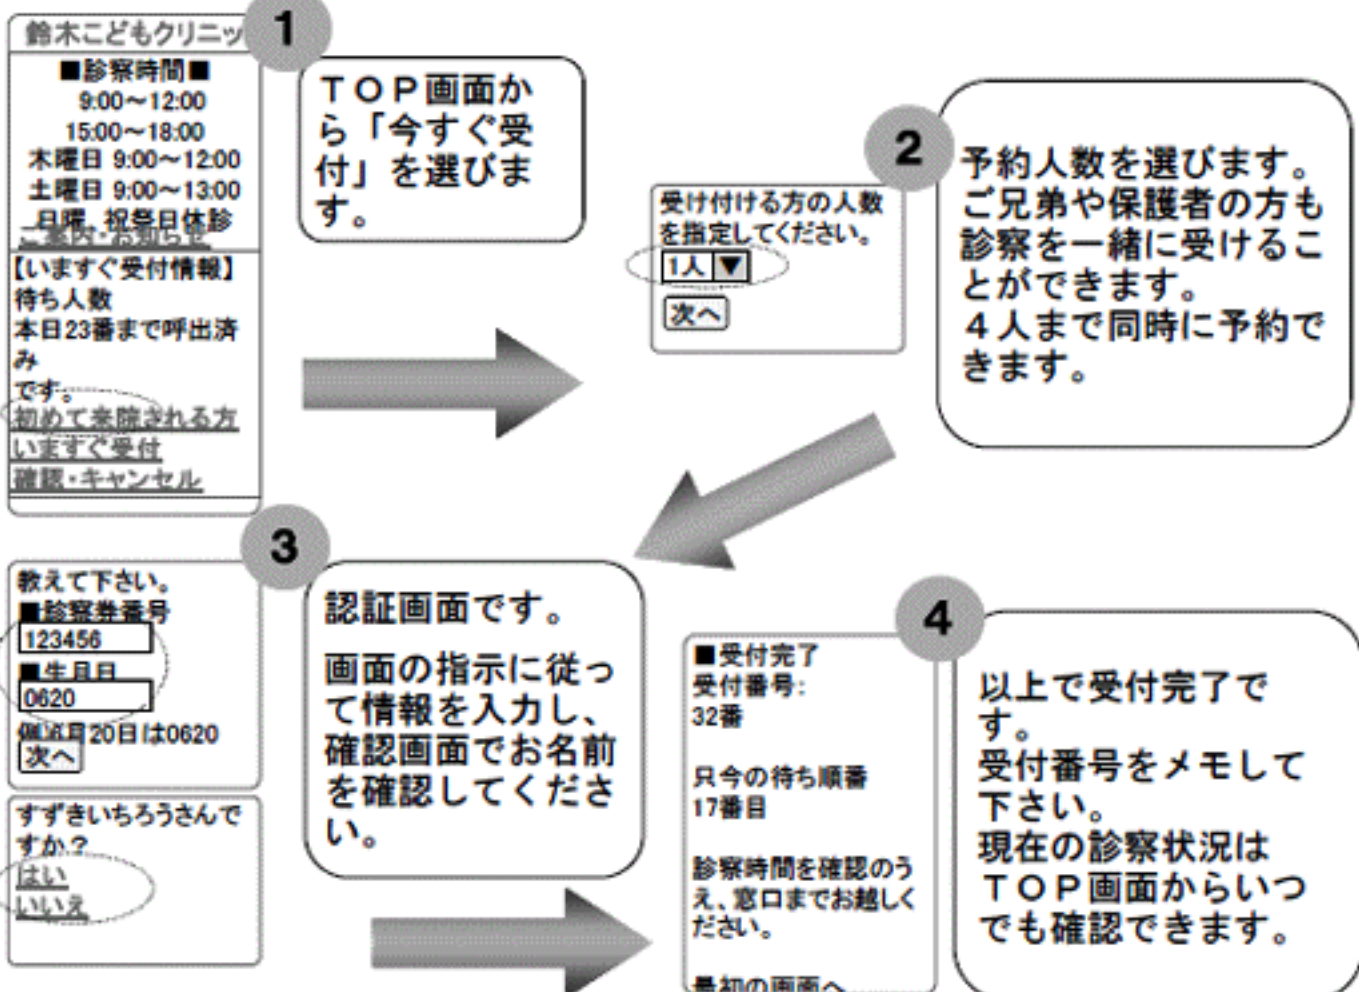 1
鈴木こどもクリニッ
■診察時間■
9:00～12:00
15:00～18:00
木曜日 9:00～12:00
土曜日 9:00～13:00
日曜、祝祭日休診
ご案内・お知らせ
【いますぐ受付情報】
待ち人数
本日23番まで呼出済
み
です。
初めて来院される方
いますぐ受付
確認・キャンセル
ＴＯＰ画面か
ら「今すぐ受
付」を選びま
す。
2
受け付ける方の人数
を指定してください。
1人▼
次へ
予約人数を選びます。
ご兄弟や保護者の方も
診察を一緒に受けるこ
とができます。
４人まで同時に予約で
きます。
3
教えて下さい。
■診察券番号
123456
■生月日
0620
例:6月20日は0620
次へ
すずきいちろうさんで
すか？
はい
いいえ
認証画面です。
画面の指示に従っ
て情報を入力し、
確認画面でお名前
を確認してくださ
い。
4
■受付完了
受付番号:
32番
只今の待ち順番
17番目
診察時間を確認のう
え、窓口までお越しく
ださい。
最初の画面へ
以上で受付完了で
す。
受付番号をメモして
下さい。
現在の診察状況は
ＴＯＰ画面からいつ
でも確認できます。